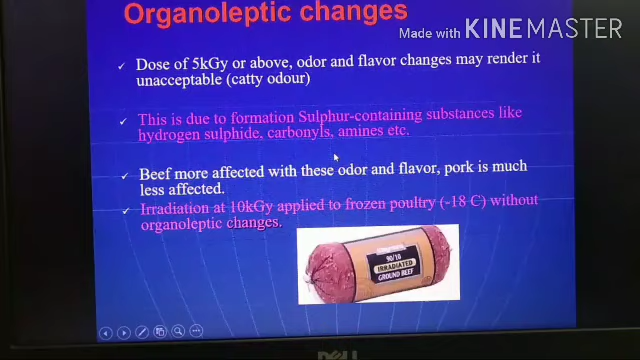 Organoleptic changes
Made with KINEMASTER
Dose of 5kGy or above, odor and flavor changes may render it
unacceptable (catty odour)
This is due to formation Sulphur-containing substances like
hydrogen sulphide, carbonyls, amines etc.
Beef more affected with these odor and flavor, pork is much
less affected.
Irradiation at 10kGy applied to frozen poultry (-18 C) without
organoleptic changes.
90/10
IRRADIATED
GROUND BEEF
DELL